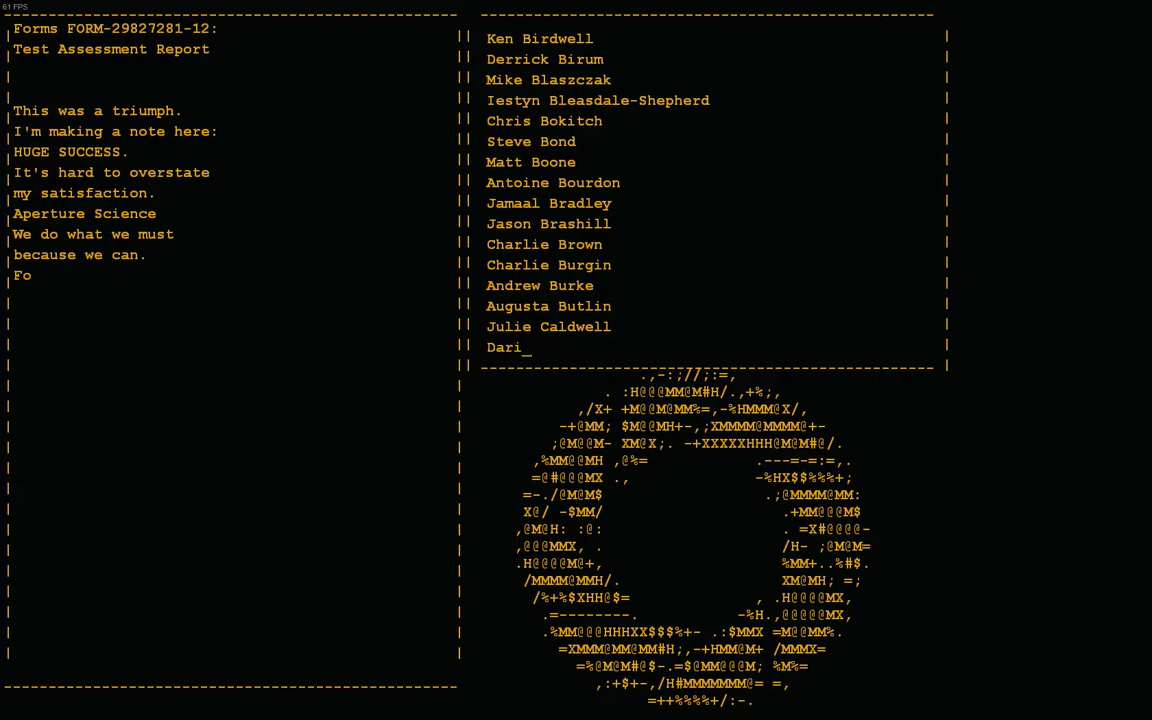 61 FPS
Forms FORM-29827281-12:
Test Assessment Report
This was a triumph.
I'm making a note here:
HUGE SUCCESS.
It's hard to overstate
my satisfaction.
Aperture Science
We do what we must
because we can.
Fo
Ken Birdwell
Derrick Birum
Mike Blaszczak
Iestyn Bleasdale-Shepherd
Chris Bokitch
Steve Bond
Matt Boone
Antoine Bourdon
Jamaal Bradley
Jason Brashill
Charlie Brown
Charlie Burgin
Andrew Burke
Augusta Butlin
Julie Caldwell
Dari_